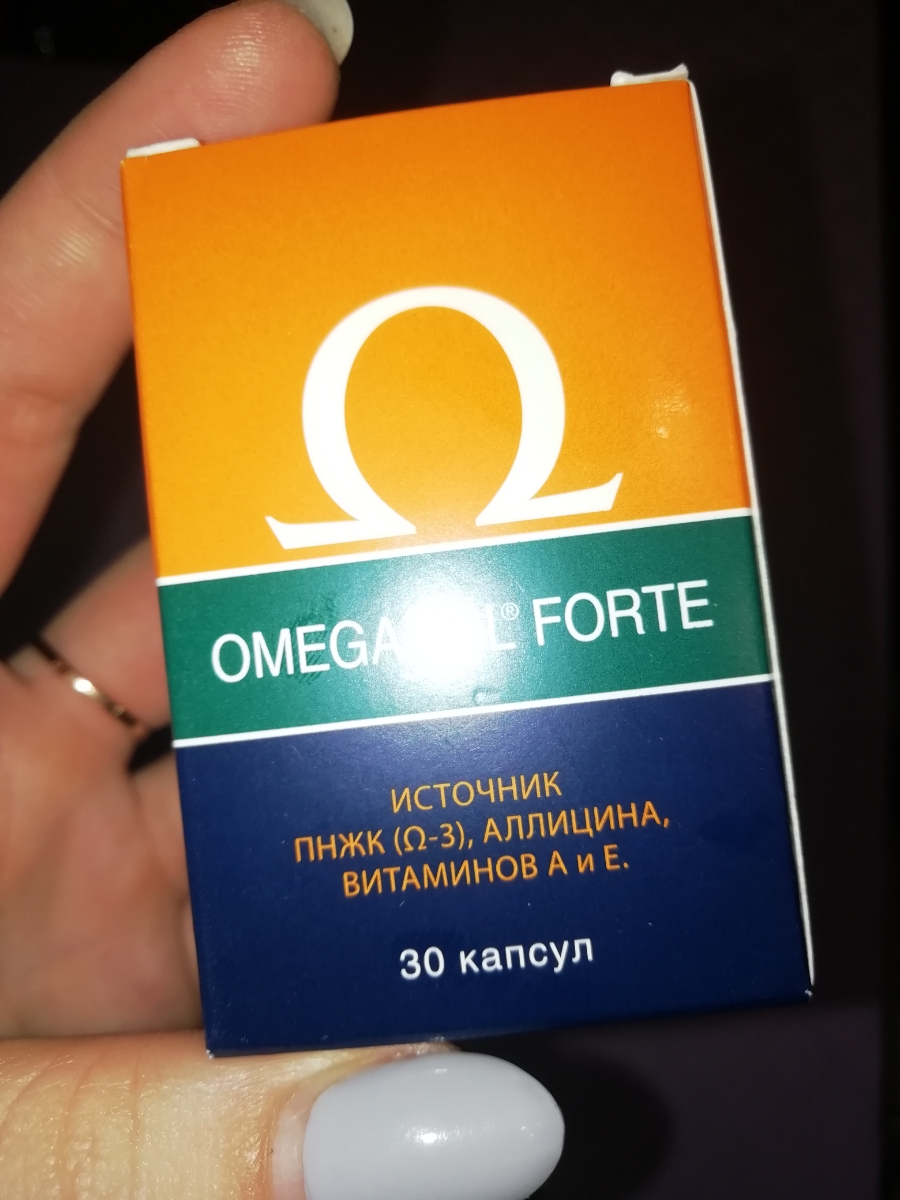 Ω
® FORTE
ИСТОЧНИК
ПНЖК (Ω-3), АЛЛИЦИНА,
ВИТАМИНОВ А и Е.
30 капсул